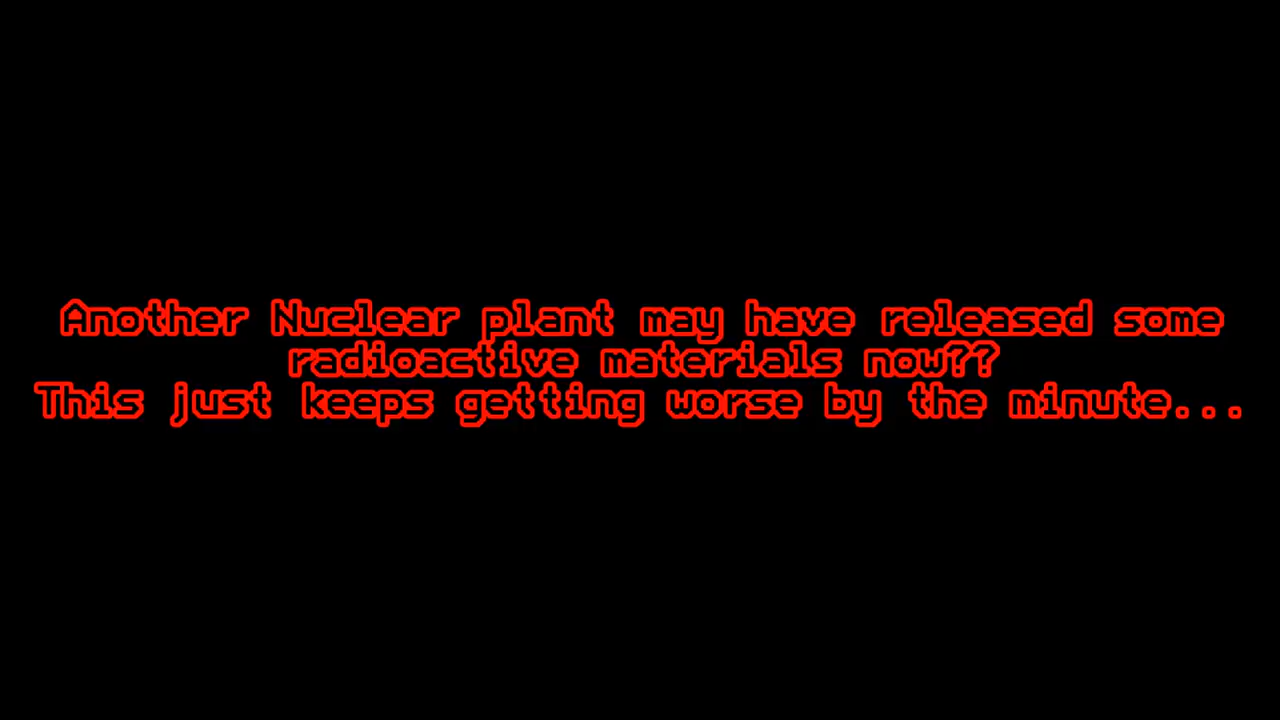 Another Nuclear plant may have released some
radioactive materials now??
This just keeps getting worse by the minute...